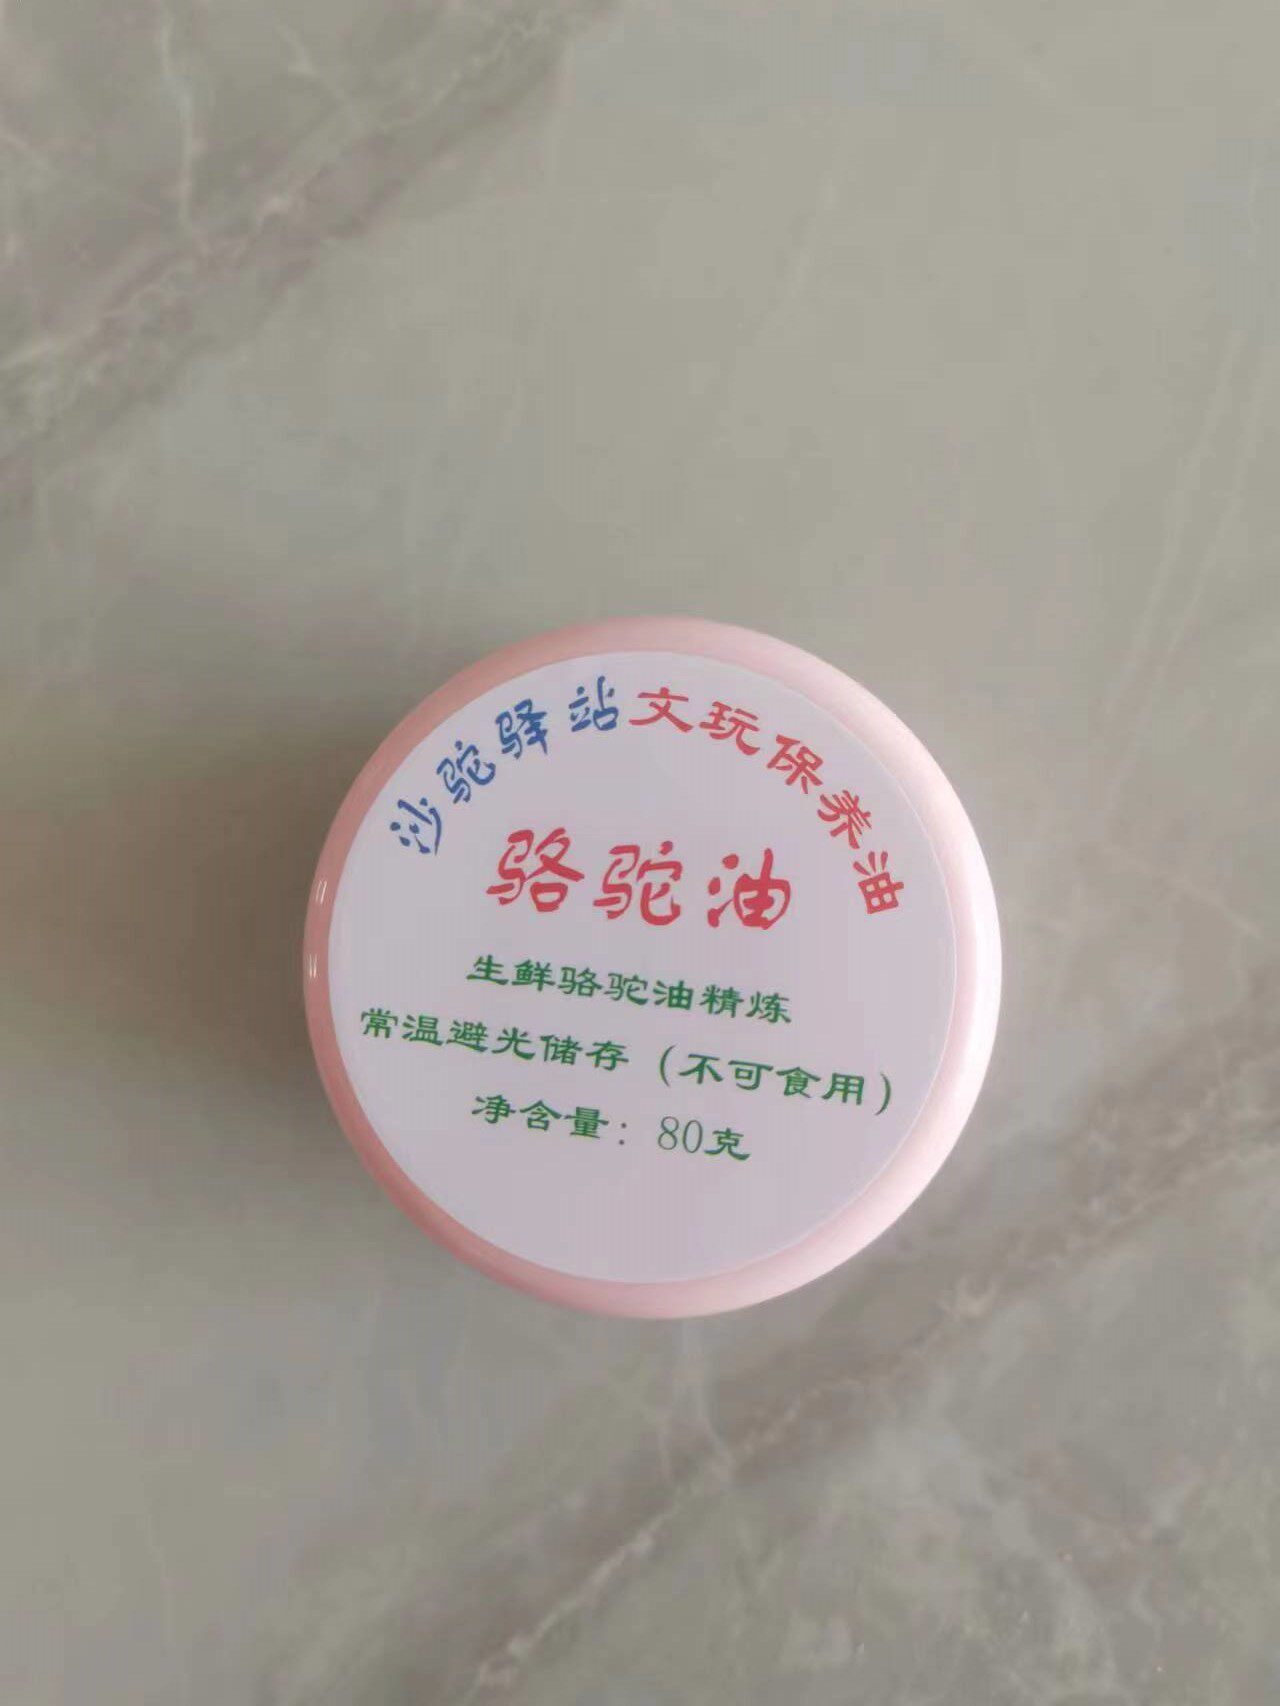 沙驼驿站文玩保养油
骆驼油
生鲜骆驼油精炼
常温避光储存（不可食用）
净含量：80克